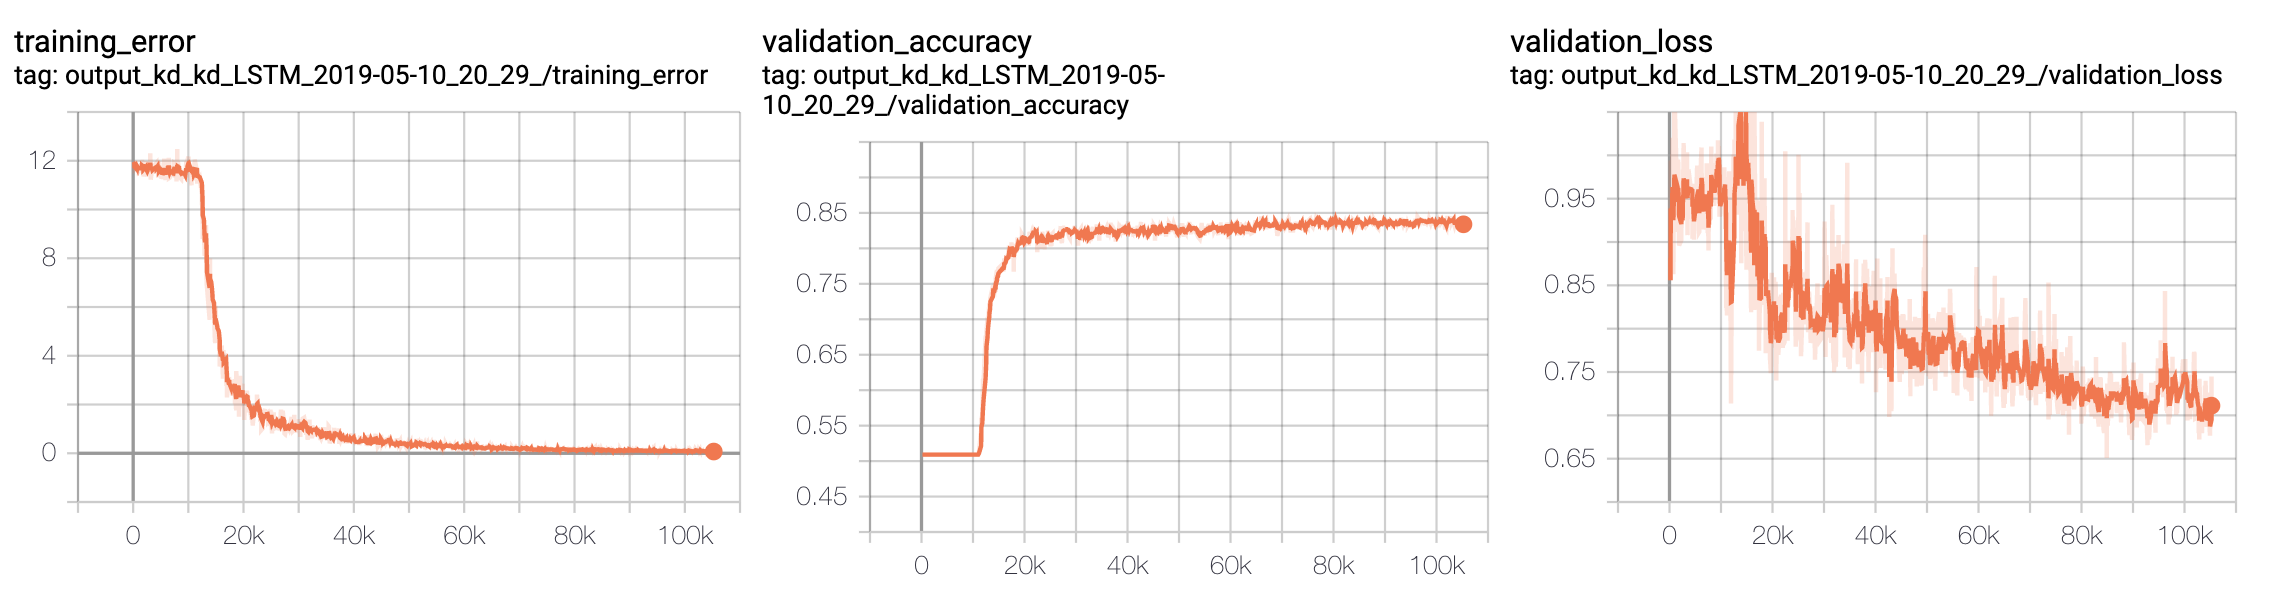 training_error
tag: output_kd_kd_LSTM_2019-05-10_20_29_/training_error
12
8
4
0
0 20k 40k 60k 80k 100k
validation_accuracy
tag: output_kd_kd_LSTM_2019-05-
10_20_29_/validation_accuracy
0.85
0.75
0.65
0.55
0.45
0 20k 40k 60k 80k 100k
validation_loss
tag: output_kd_kd_LSTM_2019-05-10_20_29_/validation_loss
0.95
0.85
0.75
0.65
0 20k 40k 60k 80k 100k